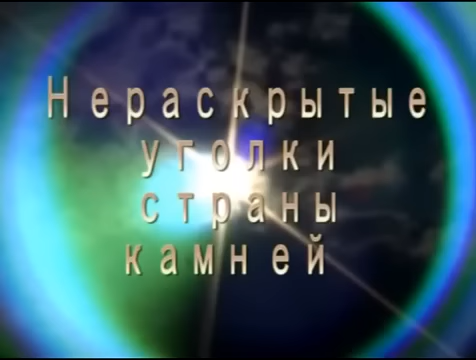 Нераскрытые
уголки
страны
камней